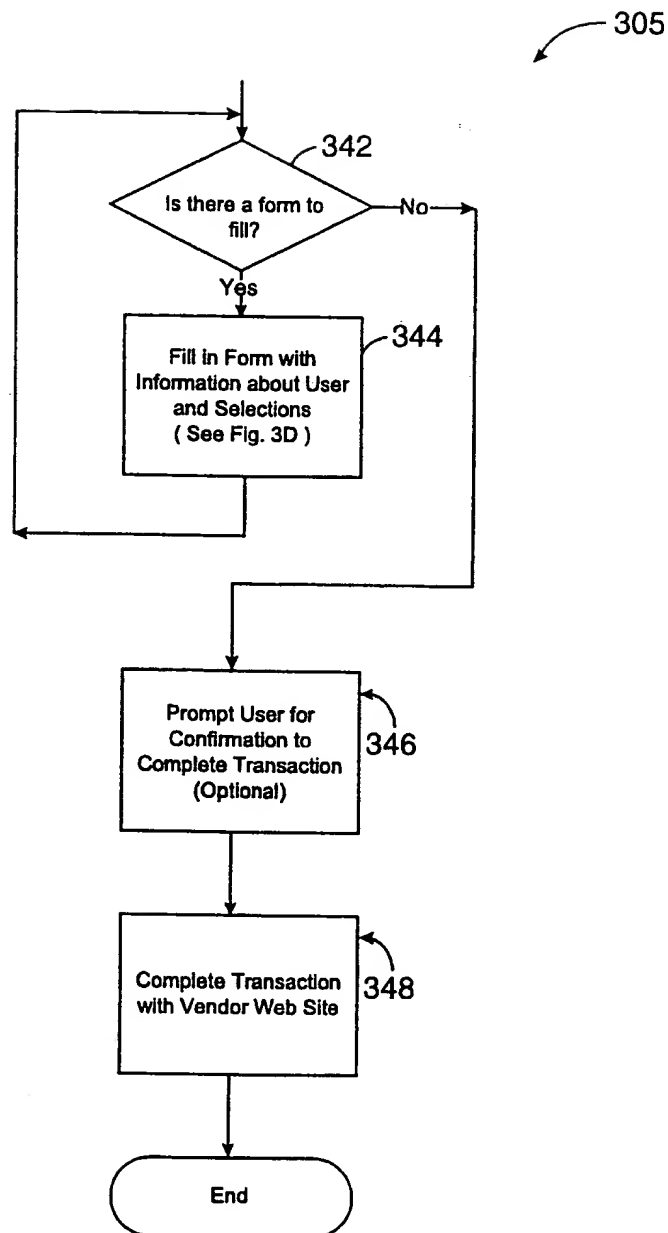 305
342
Is there a form to
fill?
No
Yes
344
Fill in Form with
Information about User
and Selections
( See Fig. 3D )
Prompt User for
Confirmation to
Complete Transaction
(Optional)
346
Complete Transaction
with Vendor Web Site
348
End